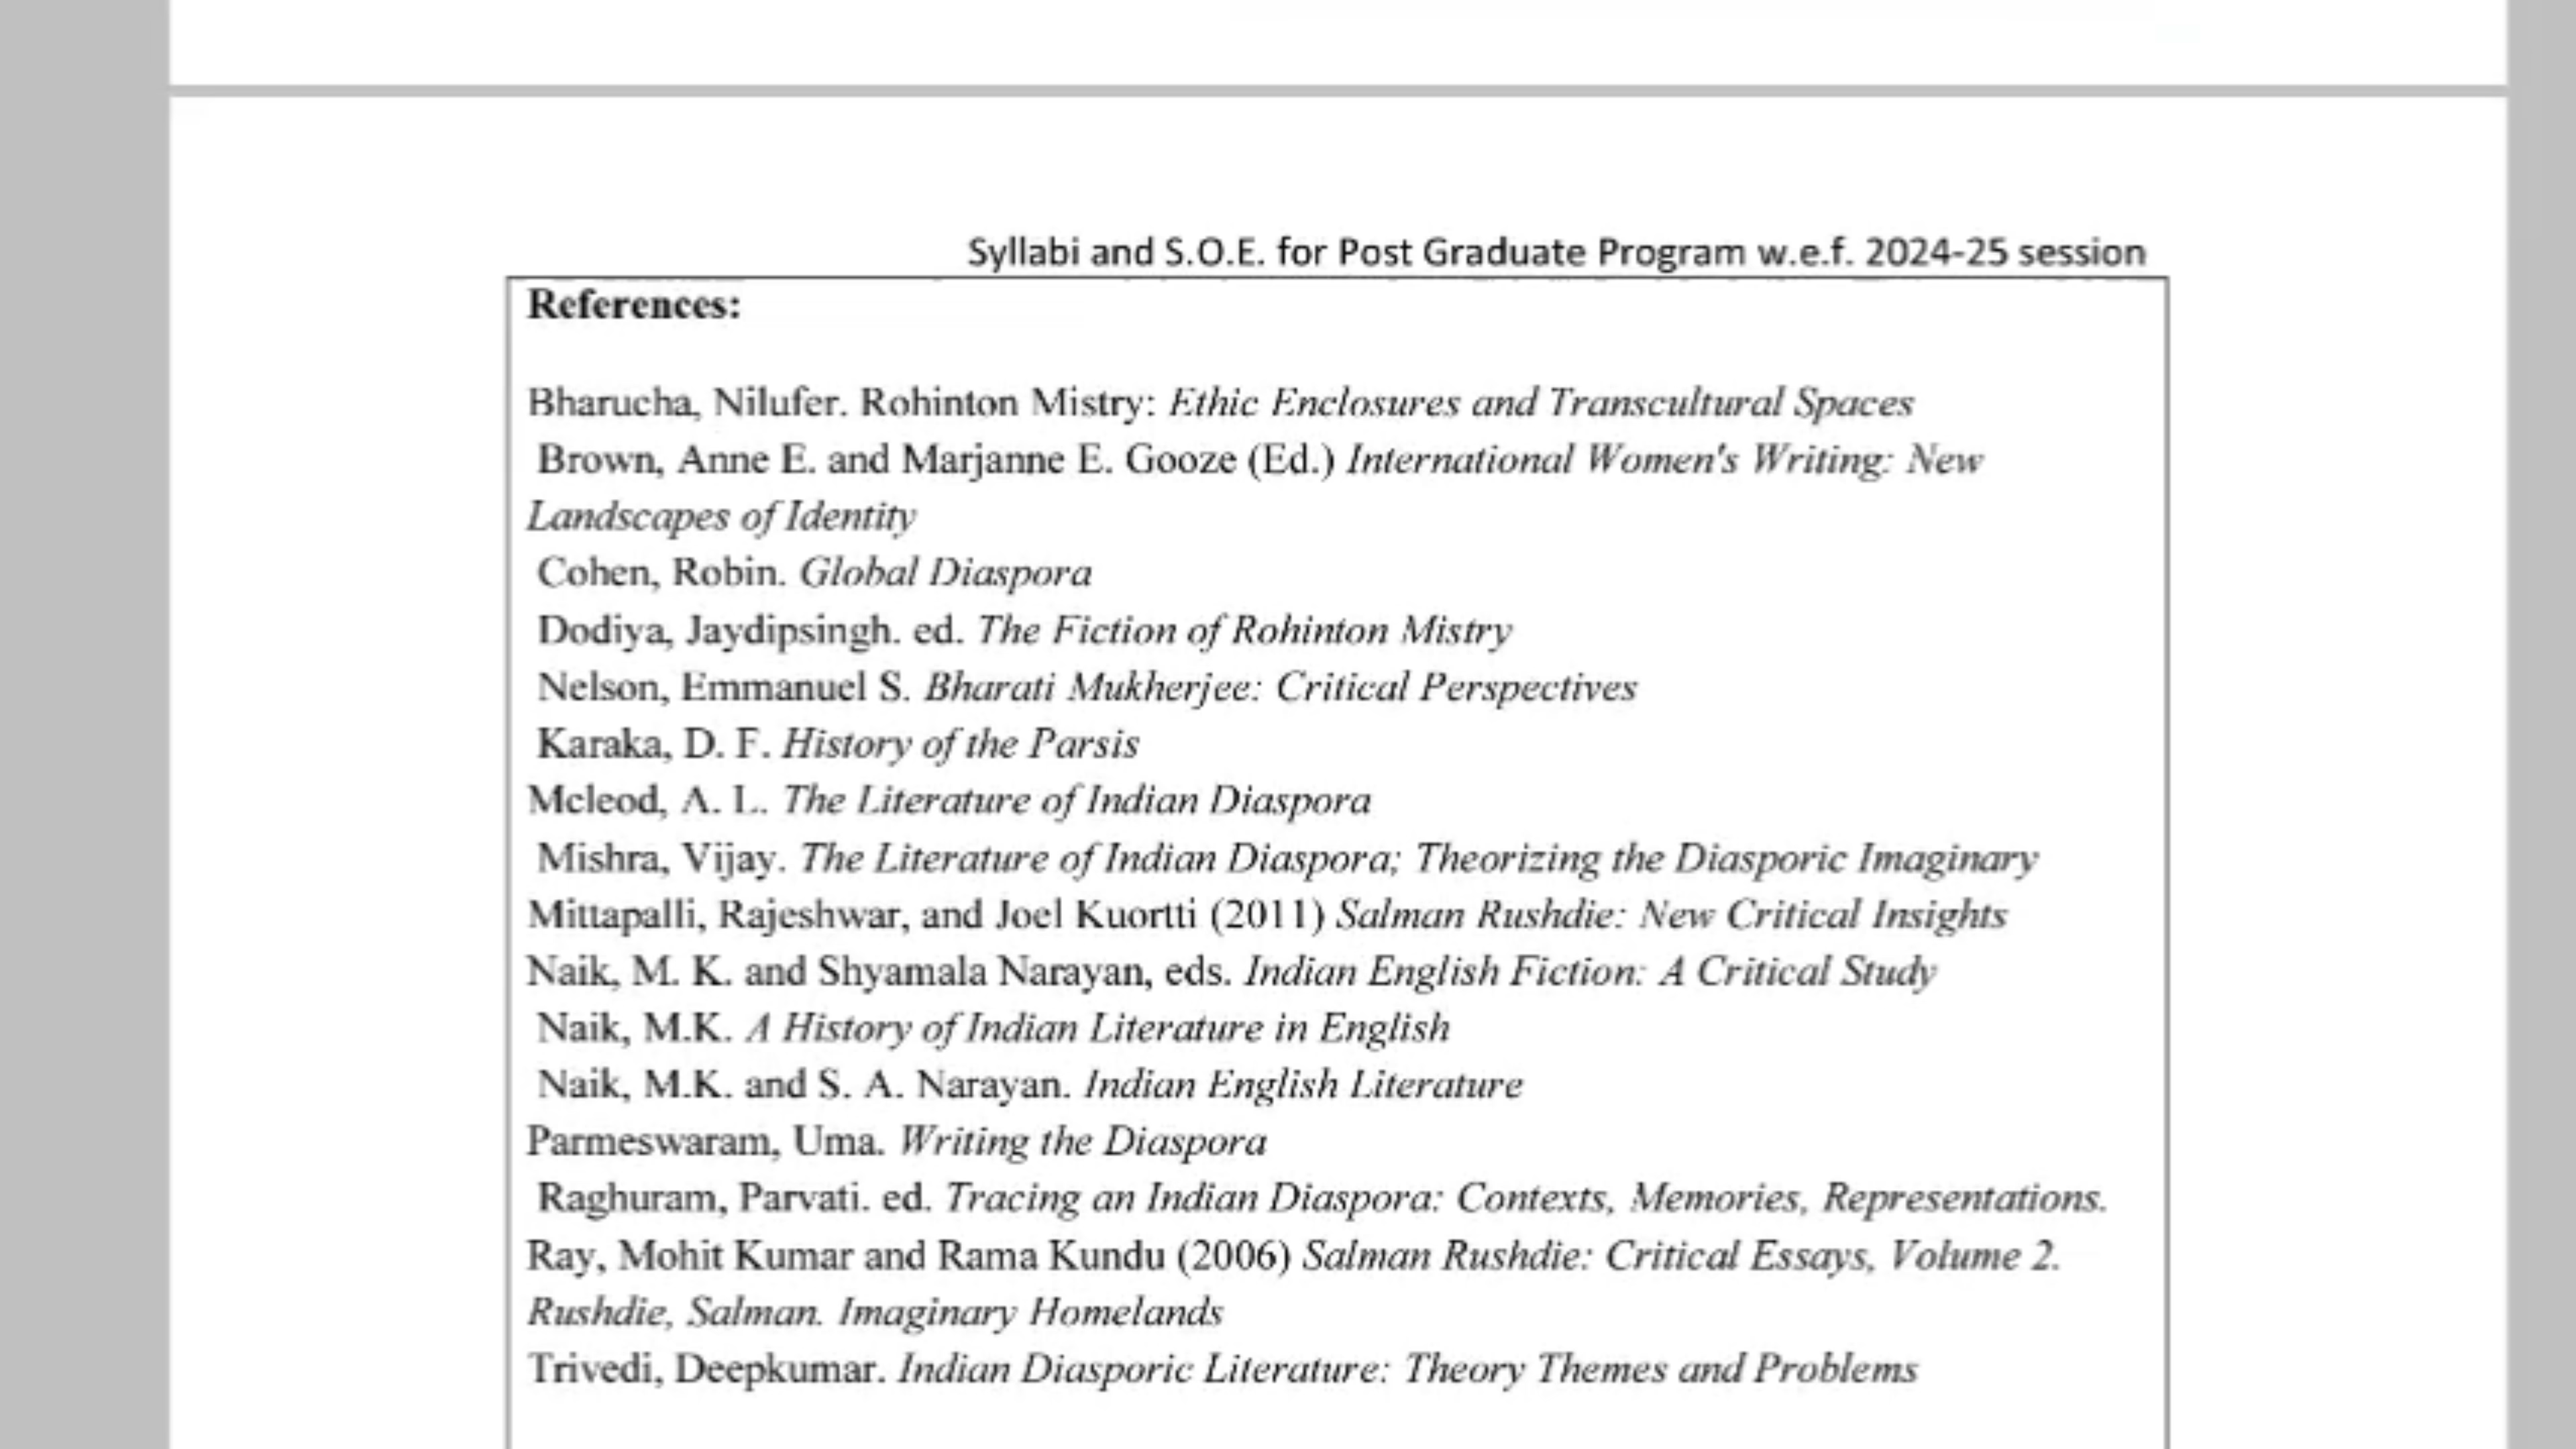 Syllabi and S.O.E. for Post Graduate Program w.e.f. 2024-25 session
References:
Bharucha, Nilufer. Rohinton Mistry: Ethic Enclosures and Transcultural Spaces
Brown, Anne E. and Marjanne E. Gooze (Ed.) International Women's Writing: New
Landscapes of Identity
Cohen, Robin. Global Diaspora
Dodiya, Jaydipsingh. ed. The Fiction of Rohinton Mistry
Nelson, Emmanuel S. Bharati Mukherjee: Critical Perspectives
Karaka, D. F. History of the Parsis
Mcleod, A. L. The Literature of Indian Diaspora
Mishra, Vijay. The Literature of Indian Diaspora; Theorizing the Diasporic Imaginary
Mittapalli, Rajeshwar, and Joel Kuortti (2011) Salman Rushdie: New Critical Insights
Naik, M. K. and Shyamala Narayan, eds. Indian English Fiction: A Critical Study
Naik, M.K. A History of Indian Literature in English
Naik, M.K. and S. A. Narayan. Indian English Literature
Parmeswaram, Uma. Writing the Diaspora
Raghuram, Parvati. ed. Tracing an Indian Diaspora: Contexts, Memories, Representations.
Ray, Mohit Kumar and Rama Kundu (2006) Salman Rushdie: Critical Essays, Volume 2.
Rushdie, Salman. Imaginary Homelands
Trivedi, Deepkumar. Indian Diasporic Literature: Theory Themes and Problems